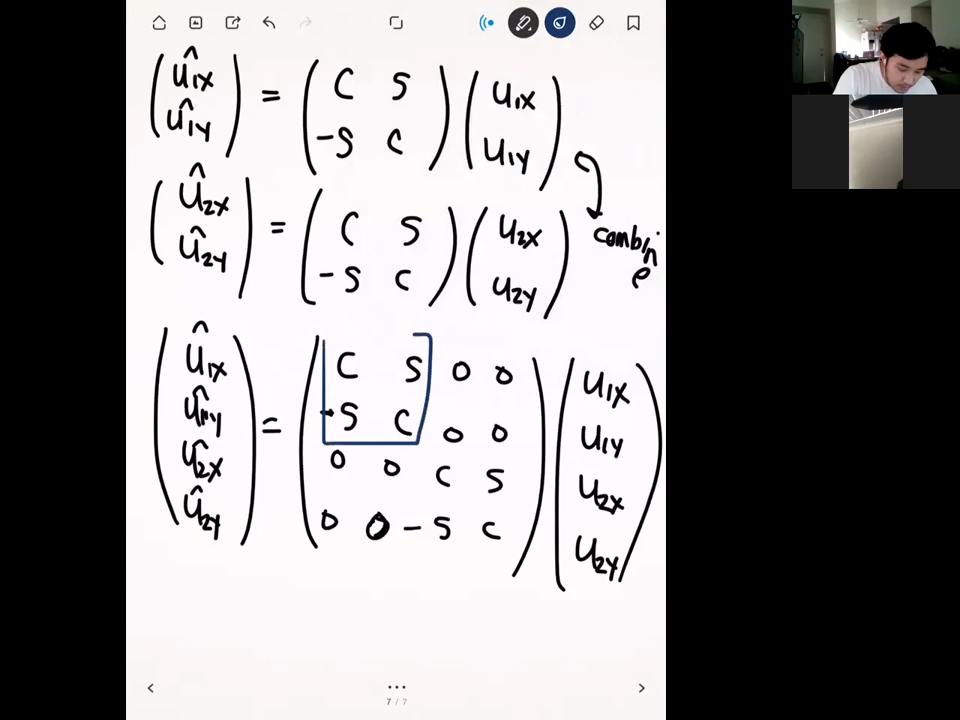 (û1x û1y) = (C S -S C) (u1x u1y)
(û2x û2y) = (C S -S C) (u2x u2y)
combine
(û1x û1y û2x û2y) = (C S 0 0 -S C 0 0 0 0 C S 0 0 -S C) (u1x u1y u2x u2y)
7 / 7